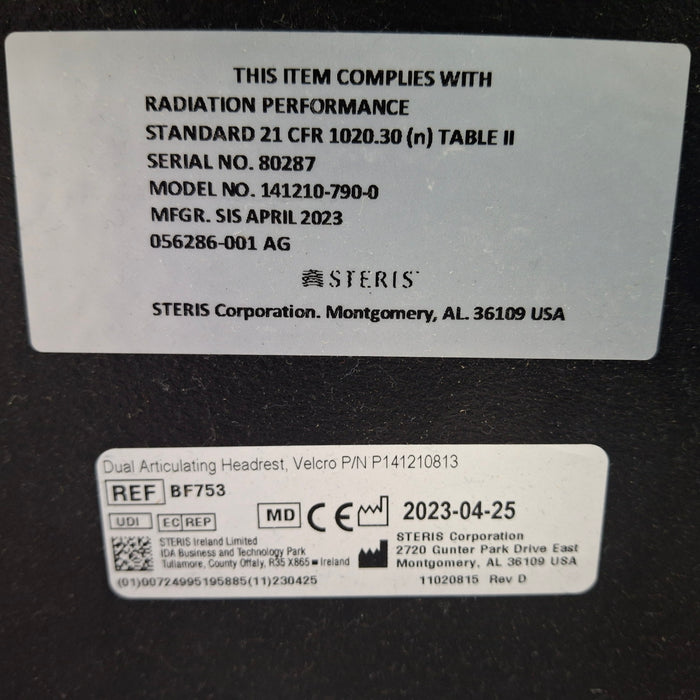 THIS ITEM COMPLIES WITH
RADIATION PERFORMANCE
STANDARD 21 CFR 1020.30 (n) TABLE II
SERIAL NO. 80287
MODEL NO. 141210-790-0
MFGR. SIS APRIL 2023
056286-001 AG
STERIS
STERIS Corporation. Montgomery, AL. 36109 USA
Dual Articulating Headrest, Velcro P/N P141210813
REF BF753
UDI EC REP MD CE 2023-04-25
STERIS Ireland Limited
IDA Business and Technology Park
Tullamore, County Offaly, R35 X865 Ireland
STERIS Corporation
2720 Gunter Park Drive East
Montgomery, AL 36109 USA
(01)00724995195885(11)230425
11020815 Rev D